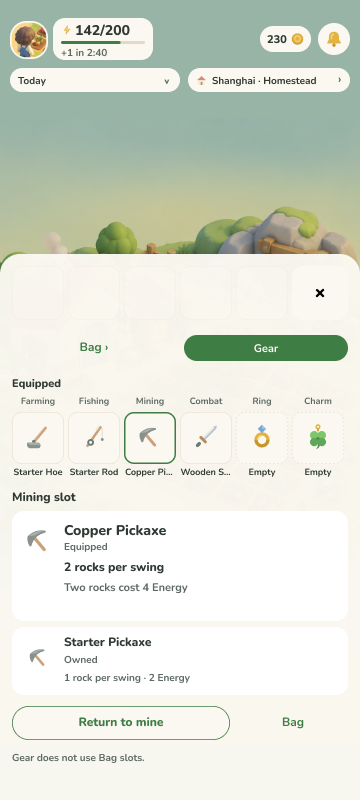 142/200
+1 in 2:40
230
Today
Shanghai · Homestead
Bag ›
Gear
Equipped
Farming
Fishing
Mining
Combat
Ring
Charm
Starter Hoe
Starter Rod
Copper Pi...
Wooden S...
Empty
Empty
Mining slot
Copper Pickaxe
Equipped
2 rocks per swing
Two rocks cost 4 Energy
Starter Pickaxe
Owned
1 rock per swing · 2 Energy
Return to mine
Bag
Gear does not use Bag slots.